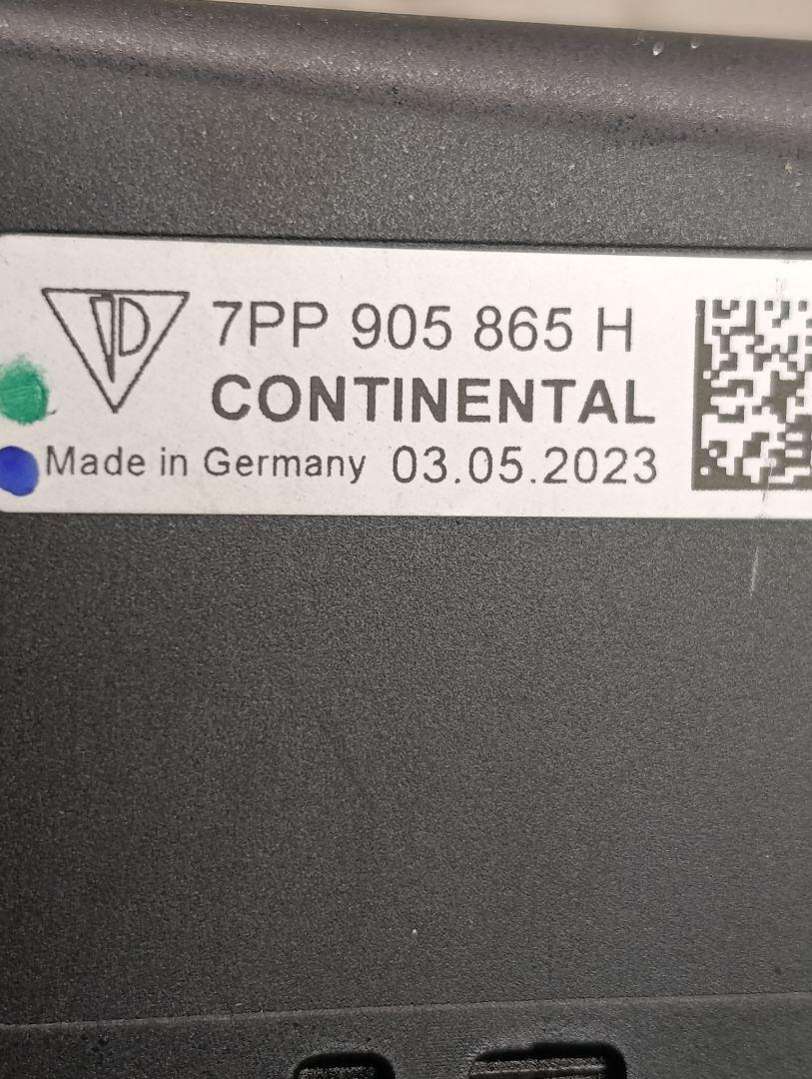 7PP 905 865 H
CONTINENTAL
Made in Germany 03.05.2023